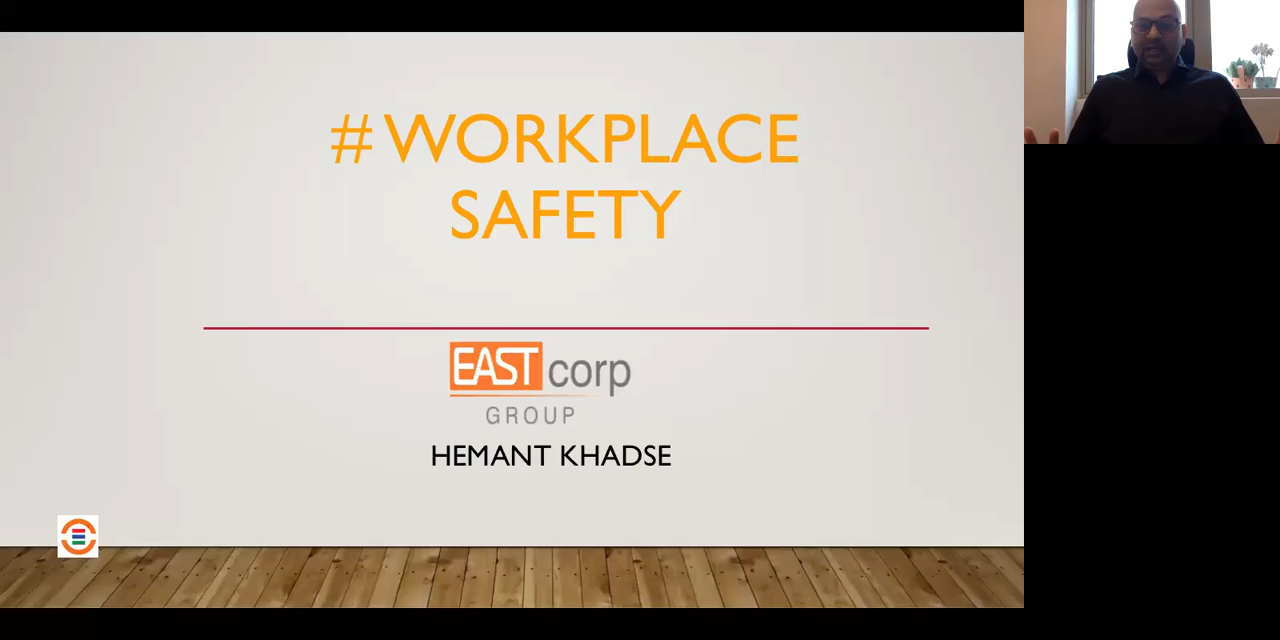 #WORKPLACE
SAFETY
EAST corp
GROUP
HEMANT KHADSE